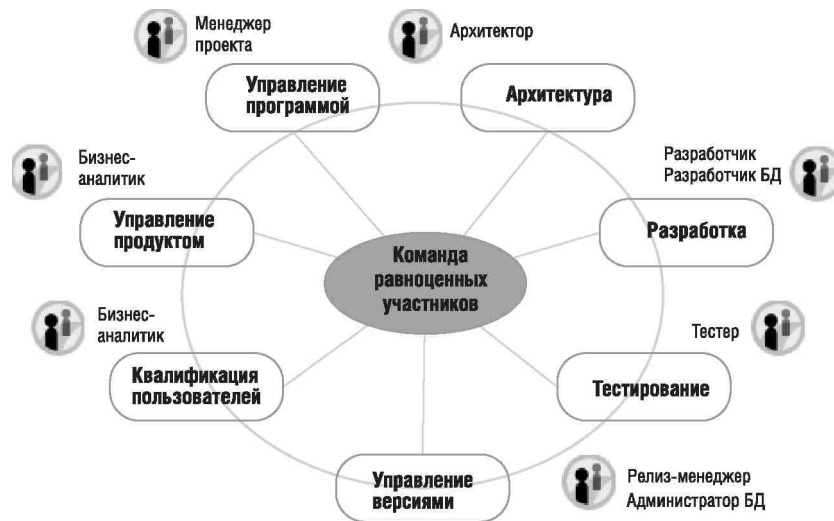 Менеджер
проекта
Управление
программой
Архитектор
Архитектура
Бизнес-
аналитик
Управление
продуктом
Разработчик
Разработчик БД
Разработка
Команда
равноценных
участников
Бизнес-
аналитик
Квалификация
пользователей
Тестер
Тестирование
Управление
версиями
Релиз-менеджер
Администратор БД